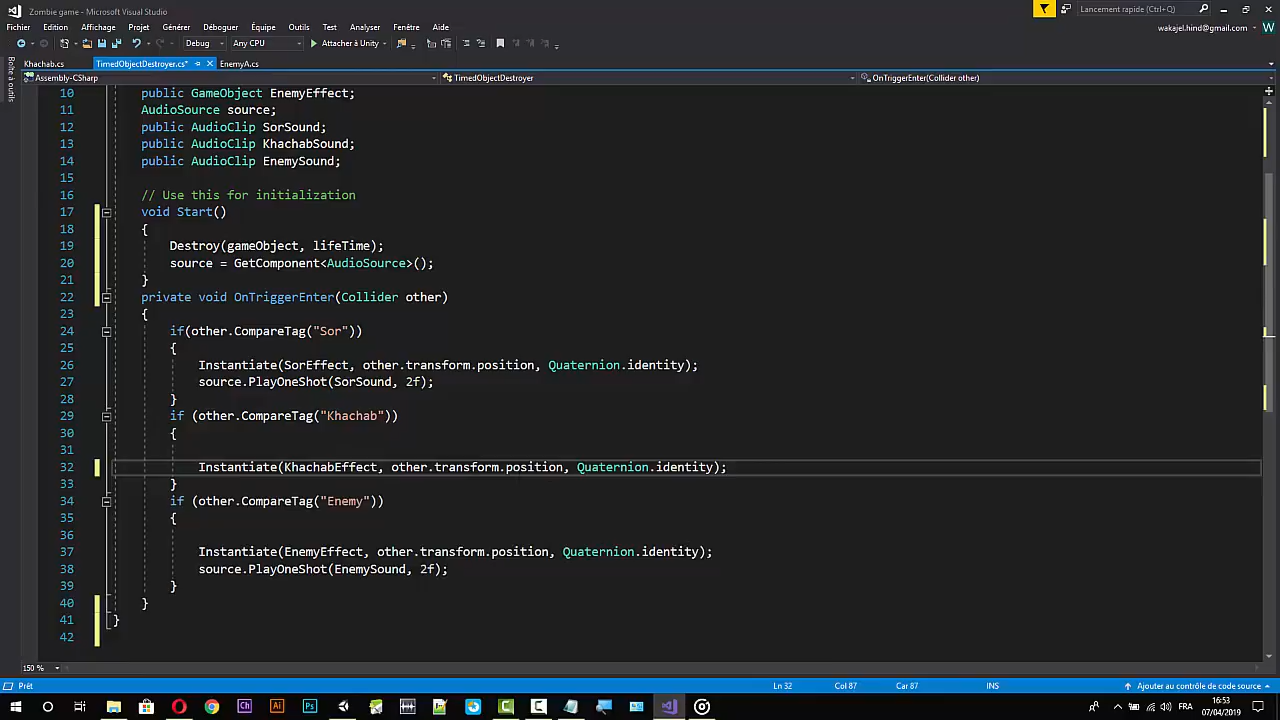 Zombie game - Microsoft Visual Studio
Lancement rapide (Ctrl+Q)
Fichier Edition Affichage Projet Générer Déboguer Équipe Outils Test Analyser Fenêtre Aide
wakajel.hind@gmail.com W
Debug Any CPU Attacher à Unity
Khachab.cs TimedObjectDestroyer.cs* EnemyA.cs
Boîte à outils
Assembly-CSharp TimedObjectDestroyer OnTriggerEnter(Collider other)
10 public GameObject EnemyEffect;
11 AudioSource source;
12 public AudioClip SorSound;
13 public AudioClip KhachabSound;
14 public AudioClip EnemySound;
15
16 // Use this for initialization
17 void Start()
18 {
19 Destroy(gameObject, lifeTime);
20 source = GetComponent<AudioSource>();
21 }
22 private void OnTriggerEnter(Collider other)
23 {
24 if(other.CompareTag("Sor"))
25 {
26 Instantiate(SorEffect, other.transform.position, Quaternion.identity);
27 source.PlayOneShot(SorSound, 2f);
28 }
29 if (other.CompareTag("Khachab"))
30 {
31
32 Instantiate(KhachabEffect, other.transform.position, Quaternion.identity);
33 }
34 if (other.CompareTag("Enemy"))
35 {
36
37 Instantiate(EnemyEffect, other.transform.position, Quaternion.identity);
38 source.PlayOneShot(EnemySound, 2f);
39 }
40 }
41 }
42
150 %
Prêt Ln 32 Col 87 Car 87 INS Ajouter au contrôle de code source
Ch Ai Ps FRA 16:53
07/04/2019